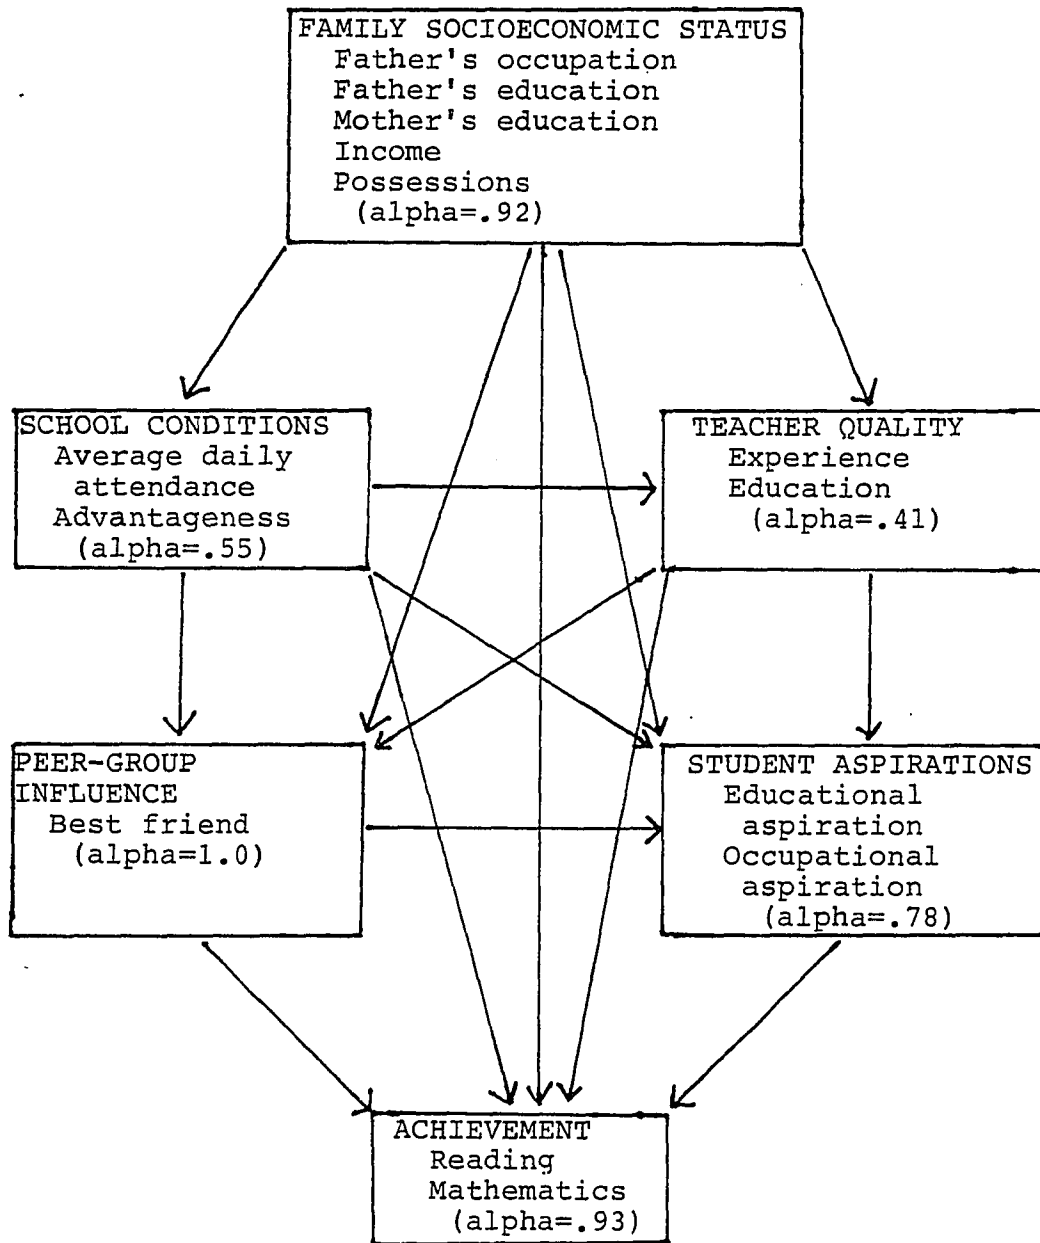 FAMILY SOCIOECONOMIC STATUS
Father's occupation
Father's education
Mother's education
Income
Possessions
(alpha=.92)
SCHOOL CONDITIONS
Average daily
attendance
Advantageness
(alpha=.55)
TEACHER QUALITY
Experience
Education
(alpha=.41)
PEER-GROUP
INFLUENCE
Best friend
(alpha=1.0)
STUDENT ASPIRATIONS
Educational
aspiration
Occupational
aspiration
(alpha=.78)
ACHIEVEMENT
Reading
Mathematics
(alpha=.93)